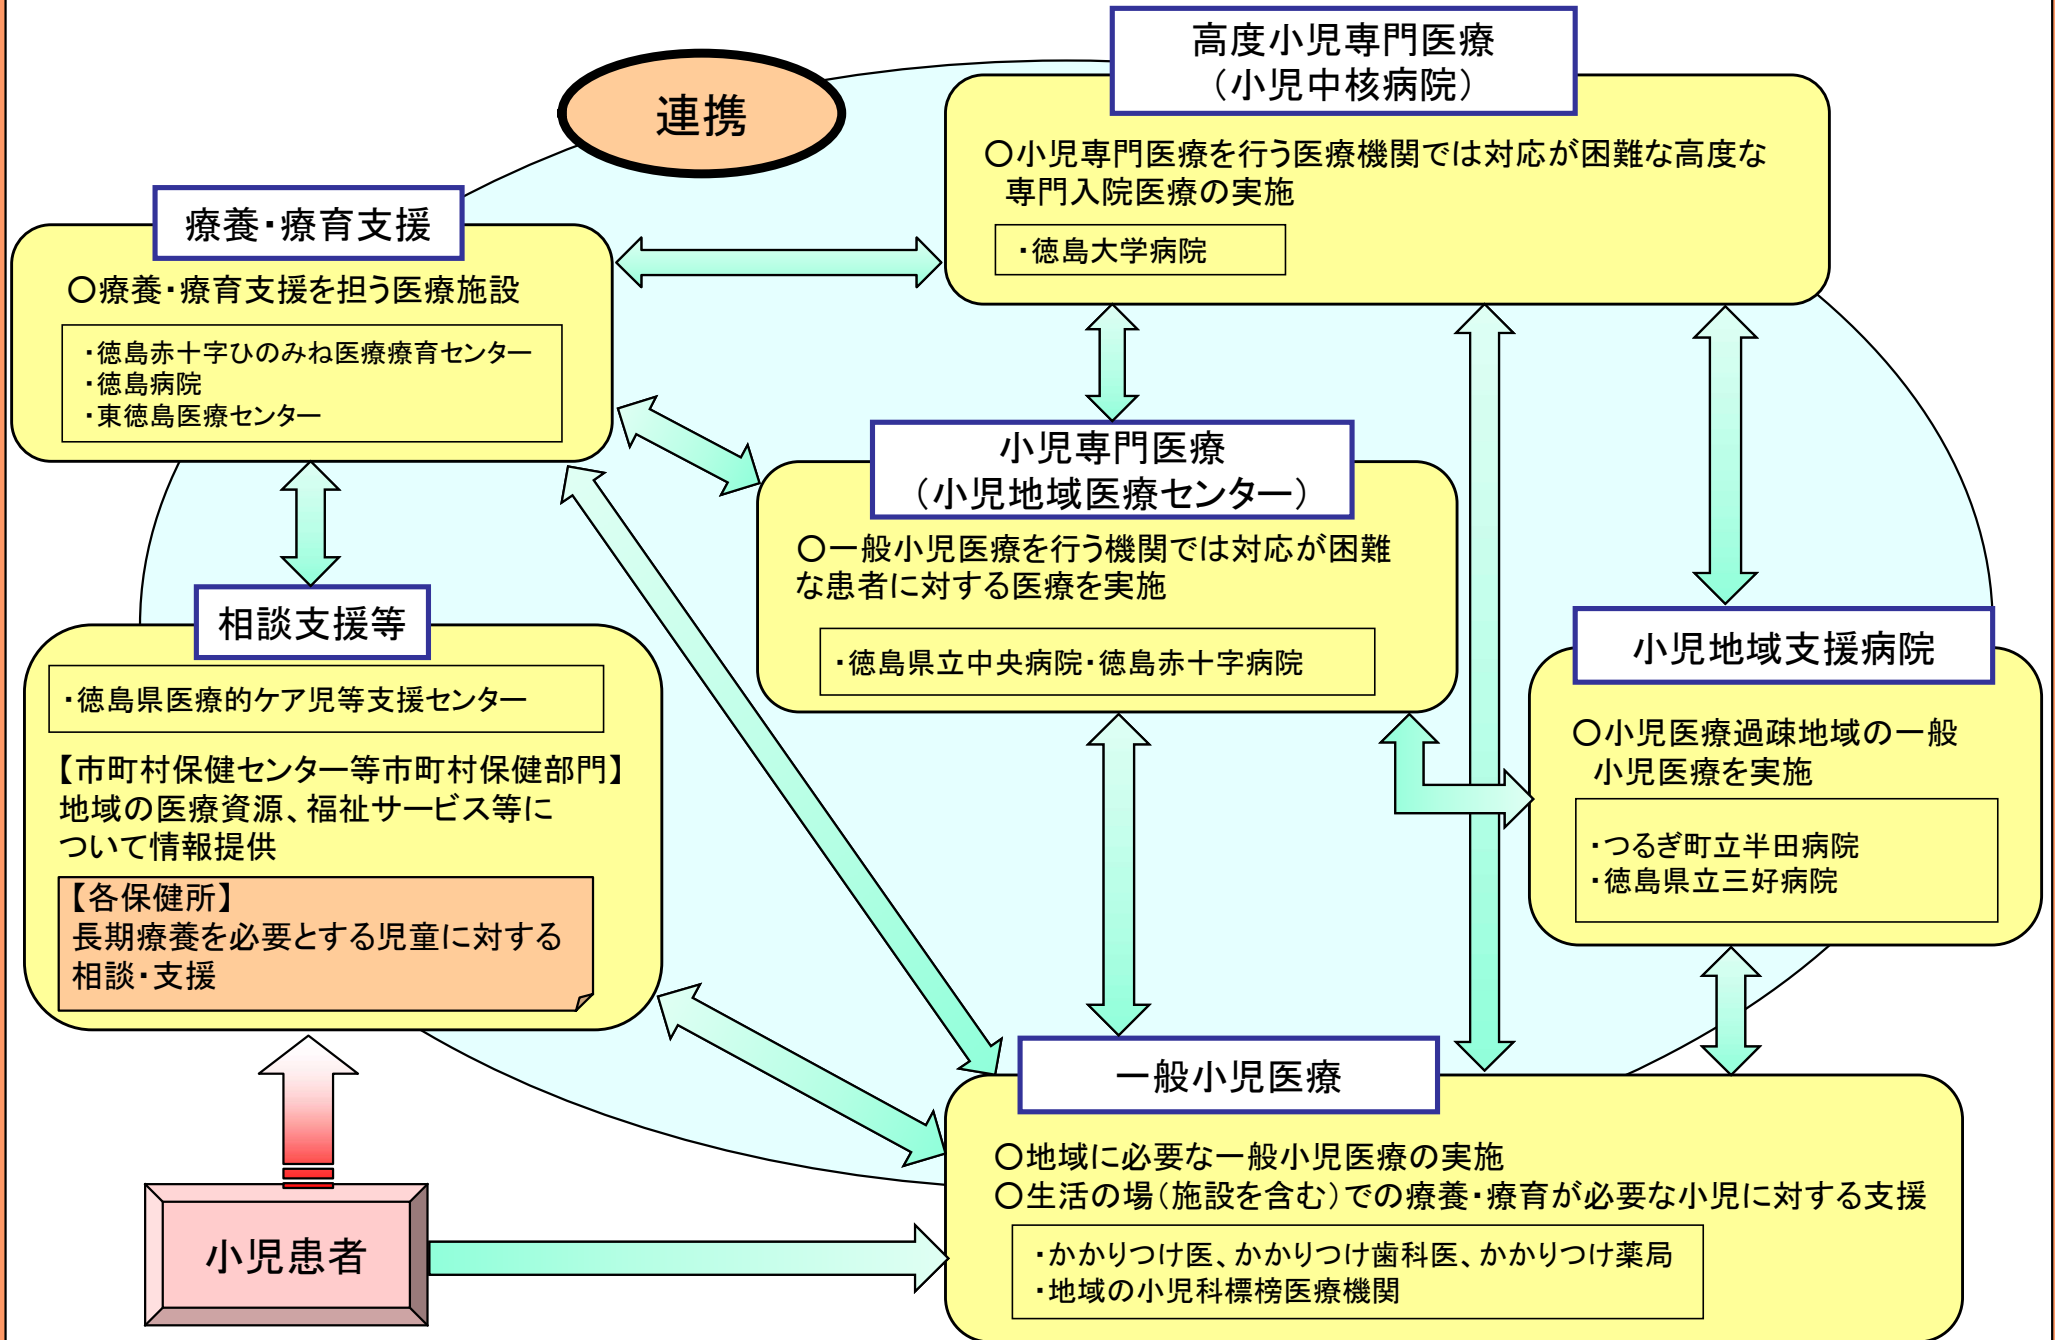 高度小児専門医療
（小児中核病院）
連携
○小児専門医療を行う医療機関では対応が困難な高度な
専門入院医療の実施
・徳島大学病院
療養・療育支援
○療養・療育支援を担う医療施設
・徳島赤十字ひのみね医療療育センター
・徳島病院
・東徳島医療センター
小児専門医療
（小児地域医療センター）
○一般小児医療を行う機関では対応が困難
な患者に対する医療を実施
・徳島県立中央病院・徳島赤十字病院
相談支援等
・徳島県医療的ケア児等支援センター
【市町村保健センター等市町村保健部門】
地域の医療資源、福祉サービス等に
ついて情報提供
【各保健所】
長期療養を必要とする児童に対する
相談・支援
小児地域支援病院
○小児医療過疎地域の一般
小児医療を実施
・つるぎ町立半田病院
・徳島県立三好病院
一般小児医療
○地域に必要な一般小児医療の実施
○生活の場（施設を含む）での療養・療育が必要な小児に対する支援
・かかりつけ医、かかりつけ歯科医、かかりつけ薬局
・地域の小児科標榜医療機関
小児患者